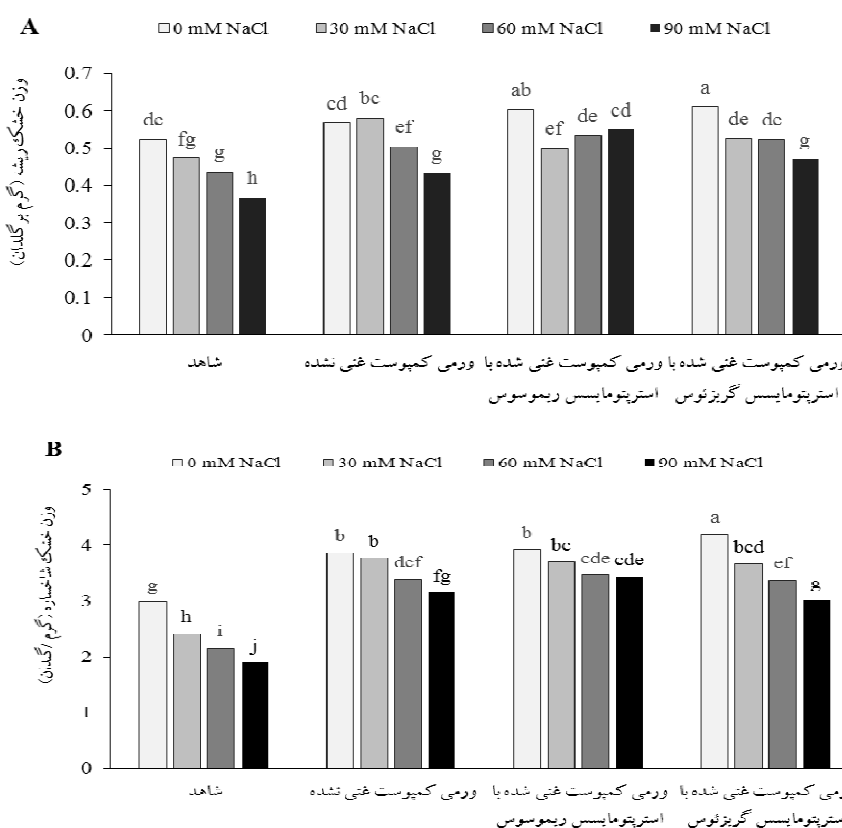 A
0 mM NaCl 30 mM NaCl 60 mM NaCl 90 mM NaCl
وزن خشک ریشه (گرم بر گلدان)
0.7
0.6
0.5
0.4
0.3
0.2
0.1
0
dc fg g h
cd bc ef g
ab ef de cd
a de dc g
شاهد
ورمی کمپوست غنی نشده
ورمی کمپوست غنی شده با
استرپتومایسس ریموسوس
ورمی کمپوست غنی شده با
استرپتومایسس گریزئوس
B
0 mM NaCl 30 mM NaCl 60 mM NaCl 90 mM NaCl
وزن خشک شاخساره (گرم /گلدان)
5
4
3
2
1
0
g h i j
b b dcf fg
b bc cde cde
a bcd ef g
شاهد
ورمی کمپوست غنی نشده
ورمی کمپوست غنی شده با
استرپتومایسس ریموسوس
کمپوست غنی شده با
گریزئوس